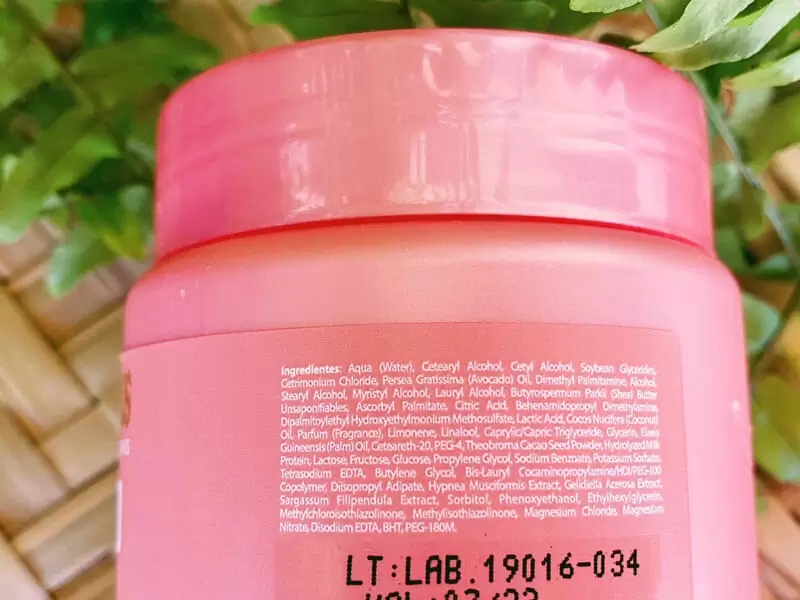 Ingredientes: Aqua (Water), Cetearyl Alcohol, Cetyl Alcohol, Soybean Glycerides,
Cetrimonium Chloride, Persea Gratissima (Avocado) Oil, Dimethyl Palmitamine, Alcohol,
Stearyl Alcohol, Myristyl Alcohol, Lauryl Alcohol, Butyrospermum Parkii (Shea) Butter
Unsaponifiables, Ascorbyl Palmitate, Citric Acid, Behenamidopropyl Dimethylamine,
Dipalmitoylethyl Hydroxyethylmonium Methosulfate, Lactic Acid, Cocos Nucifera (Coconut)
Oil, Parfum (Fragrance), Limonene, Linalool, Caprylic/Capric Triglyceride, Glycerin, Elaeis
Guineensis (Palm) Oil, Ceteareth-20, PEG-4, Theobroma Cacao Seed Powder, Hydrolyzed Milk
Protein, Lactose, Fructose, Glucose, Propylene Glycol, Sodium Benzoate, Potassium Sorbate,
Tetrasodium EDTA, Butylene Glycol, Bis-Lauryl Cocaminopropylamine/HDI/PEG-100
Copolymer, Diisopropyl Adipate, Hypnea Musciformis Extract, Gelidiella Acerosa Extract,
Sargassum Filipendula Extract, Sorbitol, Phenoxyethanol, Ethylhexylglycerin,
Methylchloroisothiazolinone, Methylisothiazolinone, Magnesium Chloride, Magnesium
Nitrate, Disodium EDTA, BHT, PEG-180M.
LT:LAB.19016-034